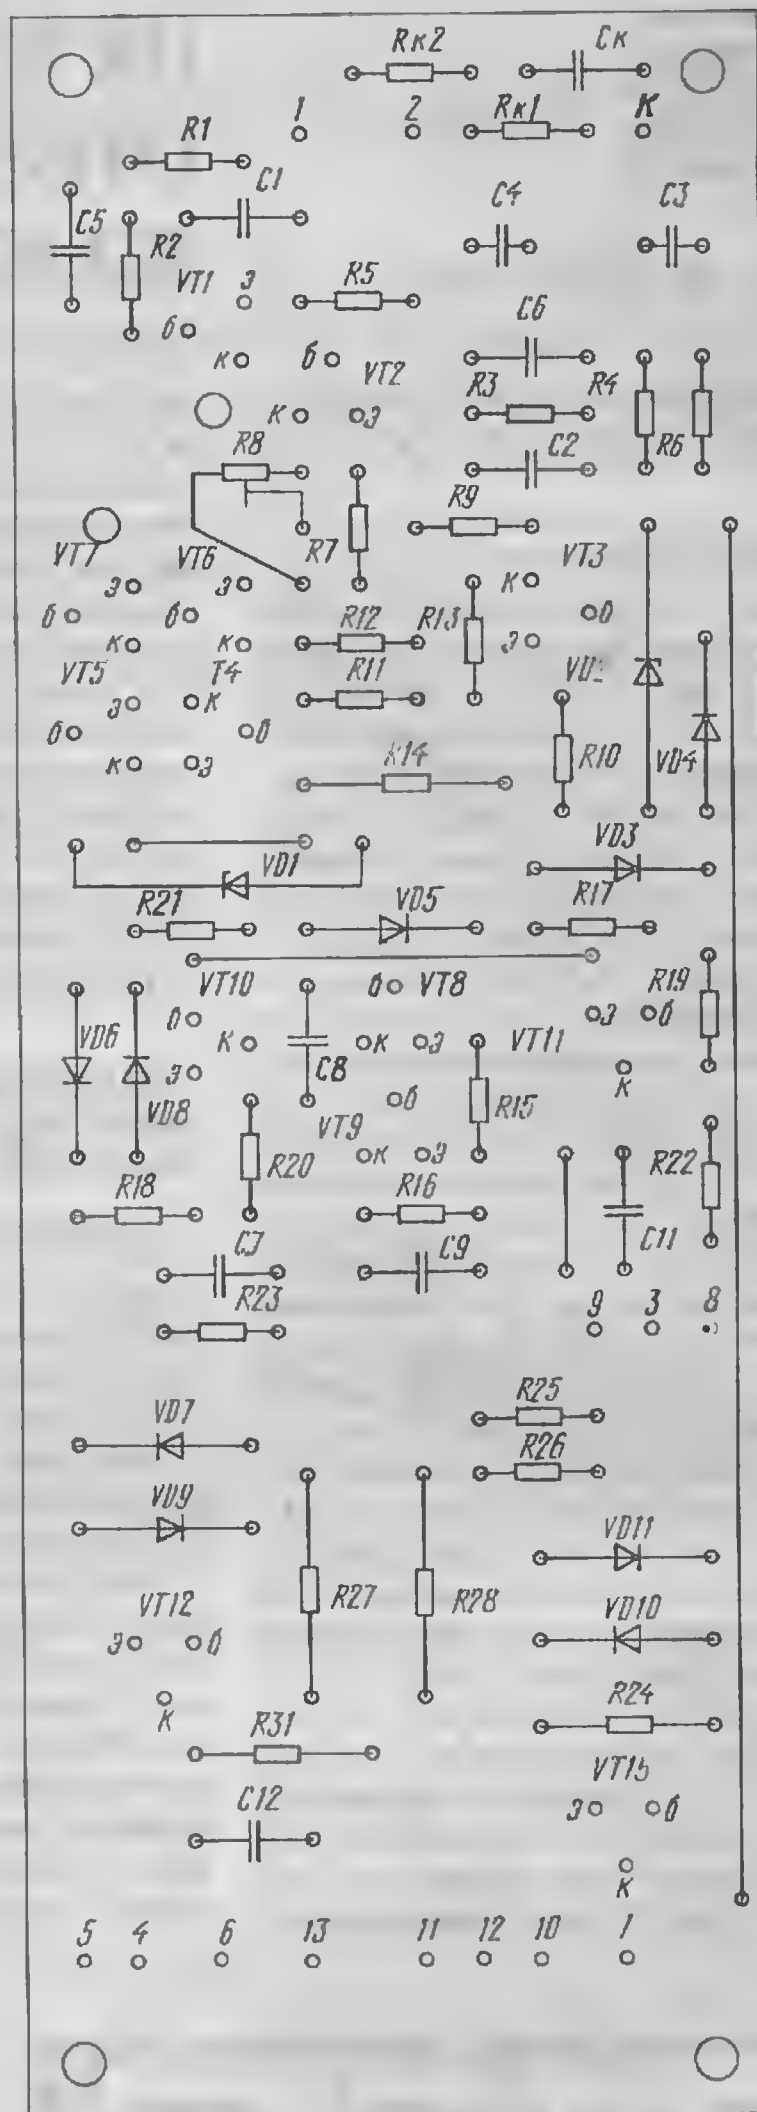 Rк2 Cк
1 2 Rк1 К
R1
C1 C4 C3
C5 R2
VT1 э R5
б C6
к б VT2
R3 R4
к э
R8 C2 R6
R9
VT7 VT6 R7 VT3
э э к
б б R12 R13 б
к к э
VT5 T4 R11 VD2
э к
б б R14 R10 VD4
к э
VD1 VD3
R21 VD5 R17
VT10 б VT8 R19
б э б
VD6 к C8 к э VT11
э к
VD8 б R15
VT9
R20 к э R22
R18 R16
C7 C9 C11
R23 9 3 8
R25
VD7
R26
VD9 VD11
VT12 R27 R28 VD10
э б
к R24
R31
VT15
C12 э б
к
5 4 6 13 11 12 10